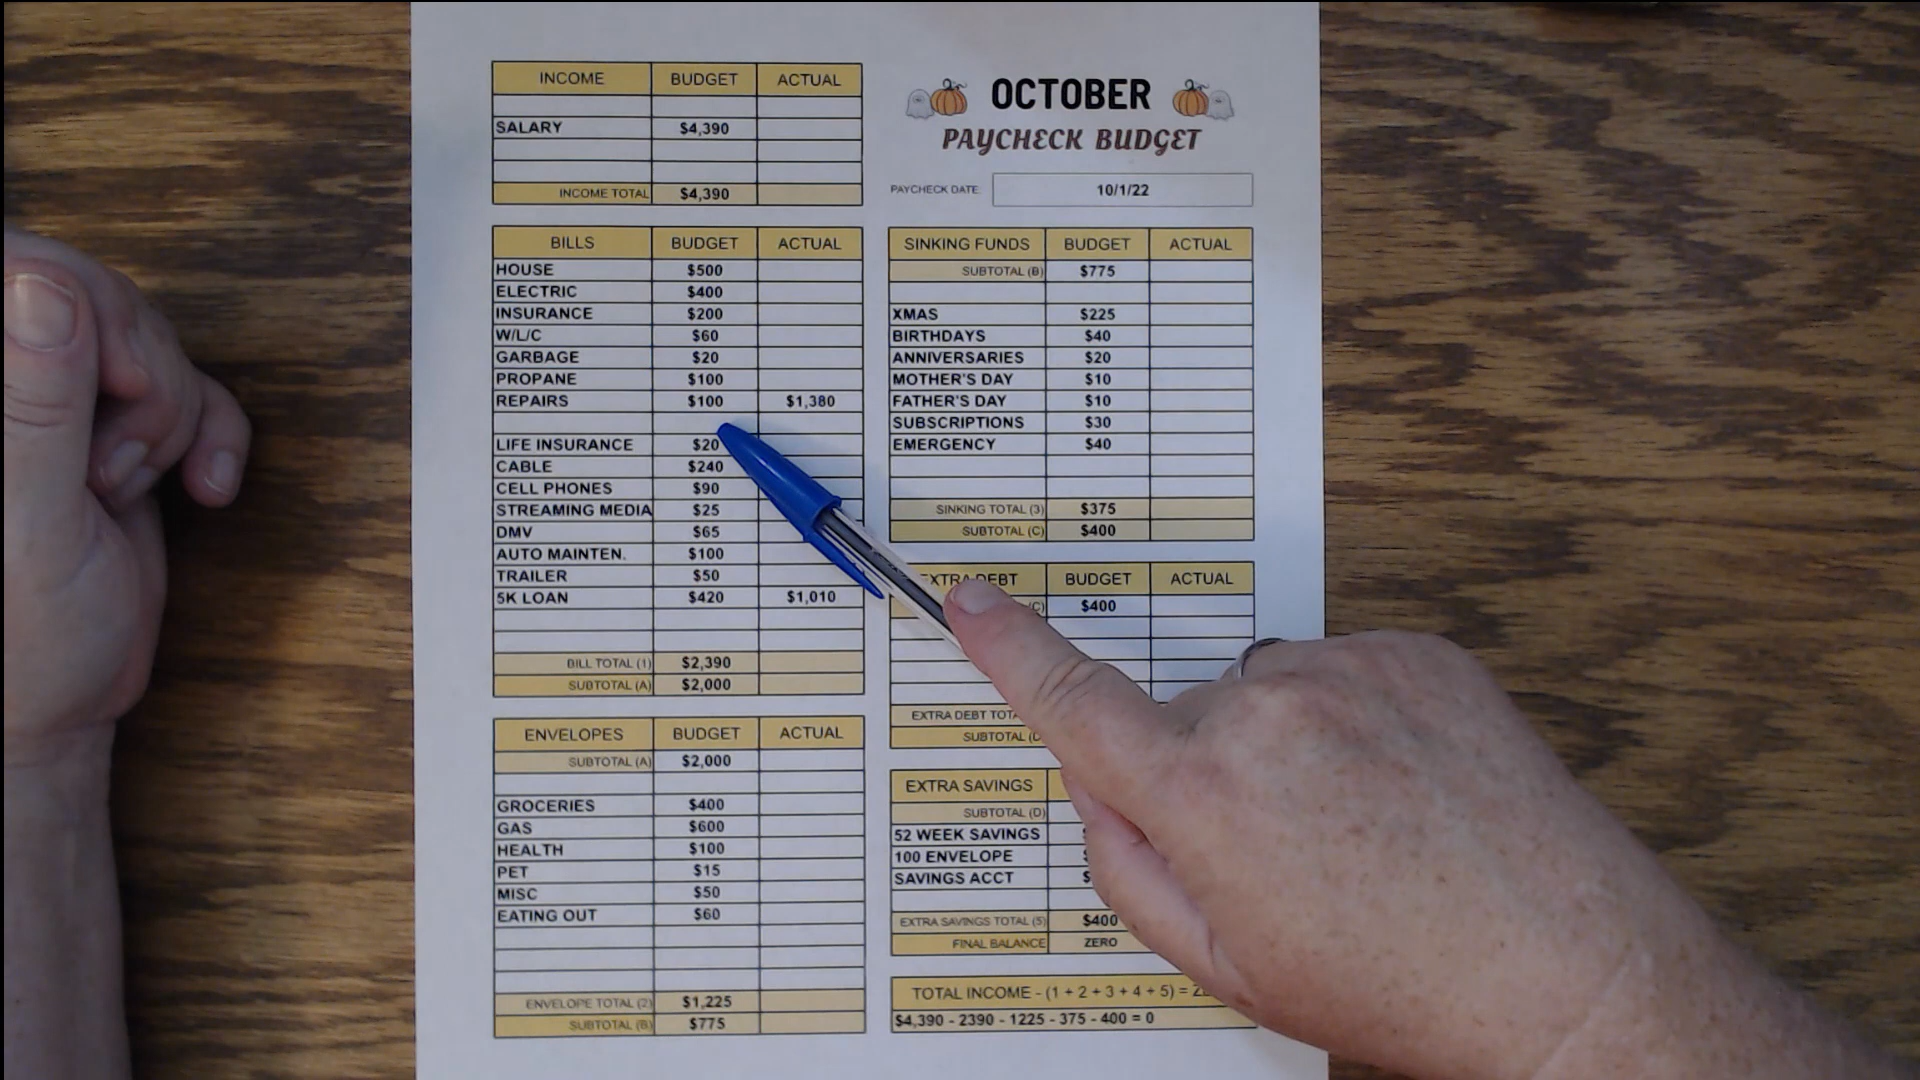 INCOME BUDGET ACTUAL
SALARY $4,390
INCOME TOTAL $4,390
OCTOBER
PAYCHECK BUDGET
PAYCHECK DATE: 10/1/22
BILLS BUDGET ACTUAL
HOUSE $500
ELECTRIC $400
INSURANCE $200
W/L/C $60
GARBAGE $20
PROPANE $100
REPAIRS $100 $1,380
LIFE INSURANCE $20
CABLE $240
CELL PHONES $90
STREAMING MEDIA $25
DMV $65
AUTO MAINTEN. $100
TRAILER $50
5K LOAN $420 $1,010
BILL TOTAL (1) $2,390
SUBTOTAL (A) $2,000
ENVELOPES BUDGET ACTUAL
SUBTOTAL (A) $2,000
GROCERIES $400
GAS $600
HEALTH $100
PET $15
MISC $50
EATING OUT $60
ENVELOPE TOTAL (2) $1,225
SUBTOTAL (B) $775
SINKING FUNDS BUDGET ACTUAL
SUBTOTAL (B) $775
XMAS $225
BIRTHDAYS $40
ANNIVERSARIES $20
MOTHER'S DAY $10
FATHER'S DAY $10
SUBSCRIPTIONS $30
EMERGENCY $40
SINKING TOTAL (3) $375
SUBTOTAL (C) $400
EXTRA DEBT BUDGET ACTUAL
(C) $400
EXTRA DEBT
SUBTOTAL
EXTRA SAVINGS
SUBTOTAL (D)
52 WEEK SAVINGS
100 ENVELOPE
SAVINGS ACCT
EXTRA SAVINGS TOTAL (5) $400
FINAL BALANCE ZERO
TOTAL INCOME - (1 + 2 + 3 + 4 + 5) =
$4,390 - 2390 - 1225 - 375 - 400 = 0